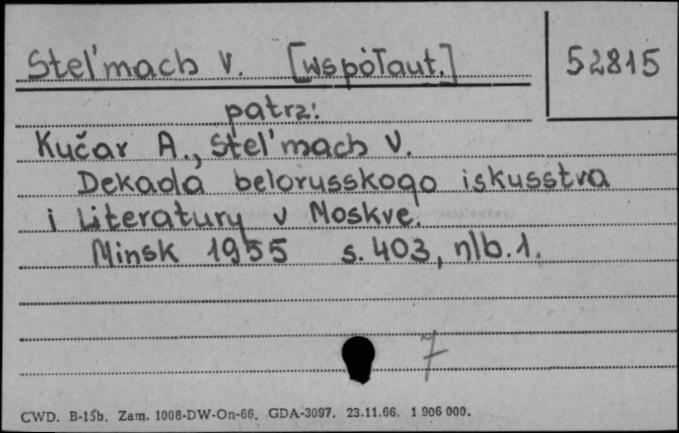 Stel'mach V. [współaut.]
52815
patrz:
Kučar A., Stel'mach V.
Dekada belorusskogo iskusstva
i literatury v Moskve.
Minsk 1955 s. 403, nlb. 1.
7
CWD. B-15b. Zam. 1008-DW-On-66. GDA-3097. 23.11.66. 1 906 000.